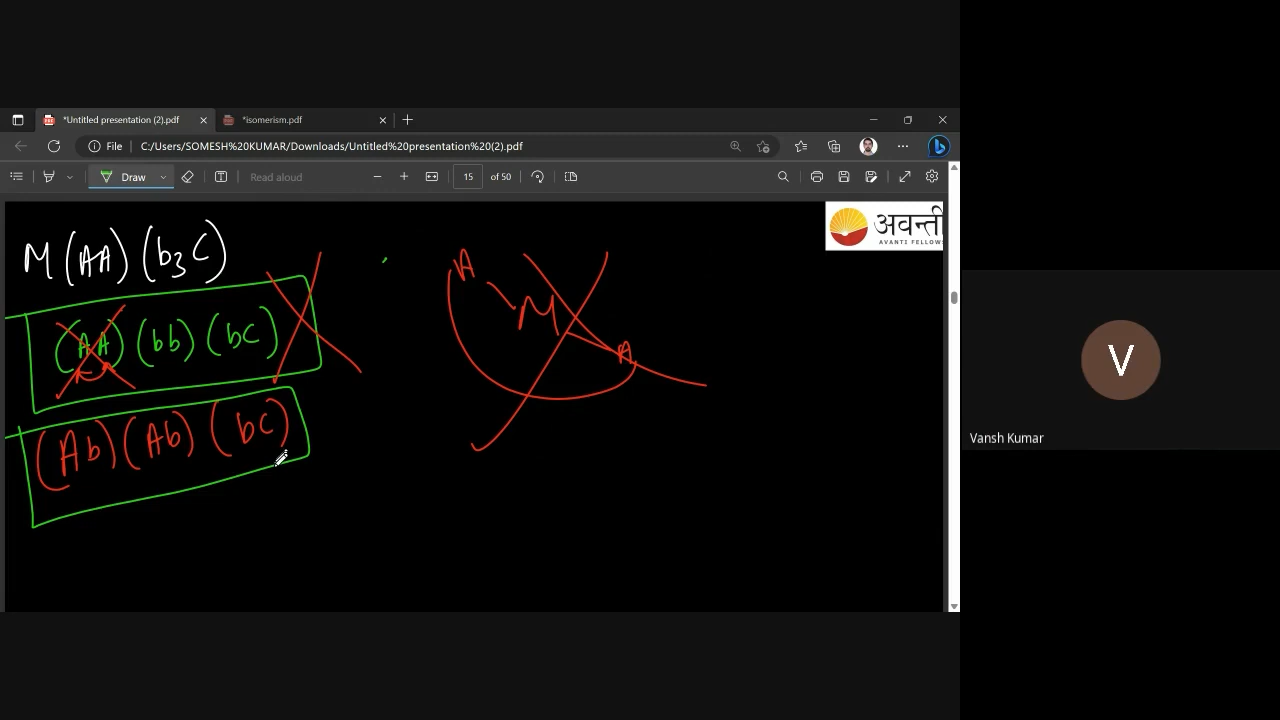 *Untitled presentation (2).pdf
*isomerism.pdf
File
C:/Users/SOMESH%20KUMAR/Downloads/Untitled%20presentation%20(2).pdf
Draw
Read aloud
15 of 50
अवन्ती
AVANTI FELLOWS
M(AA)(b₃C)
(AA)(bb)(bC)
(Ab)(Ab)(bC)
A
M
A
V
Vansh Kumar